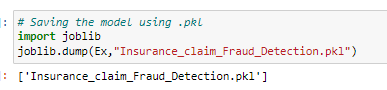 ]: # Saving the model using .pkl
import joblib
joblib.dump(Ex,"Insurance_claim_Fraud_Detection.pkl")
]: ['Insurance_claim_Fraud_Detection.pkl']